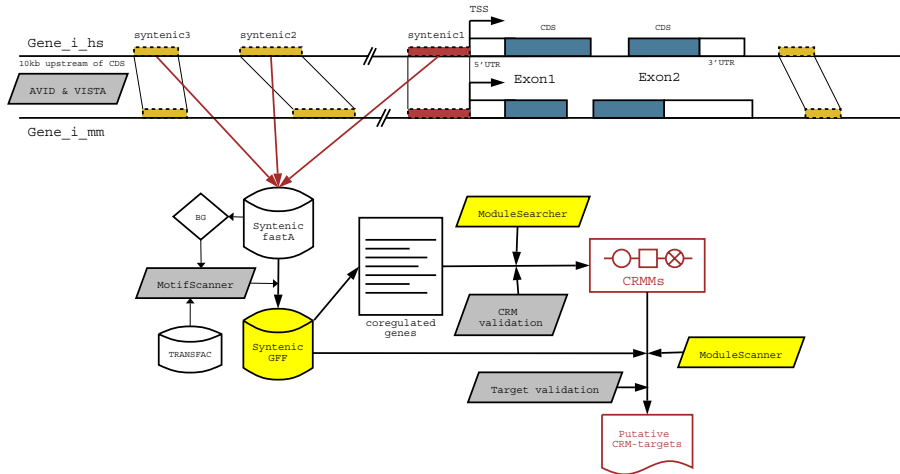 TSS
syntenic3
syntenic2
syntenic1
CDS
CDS
Gene_i_hs
10kb upstream of CDS
5'UTR
3'UTR
AVID & VISTA
Exon1
Exon2
Gene_i_mm
BG
Syntenic
fastA
ModuleSearcher
MotifScanner
CRMMs
CRM
validation
coregulated
genes
TRANSFAC
Syntenic
GFF
ModuleScanner
Target validation
Putative
CRM-targets